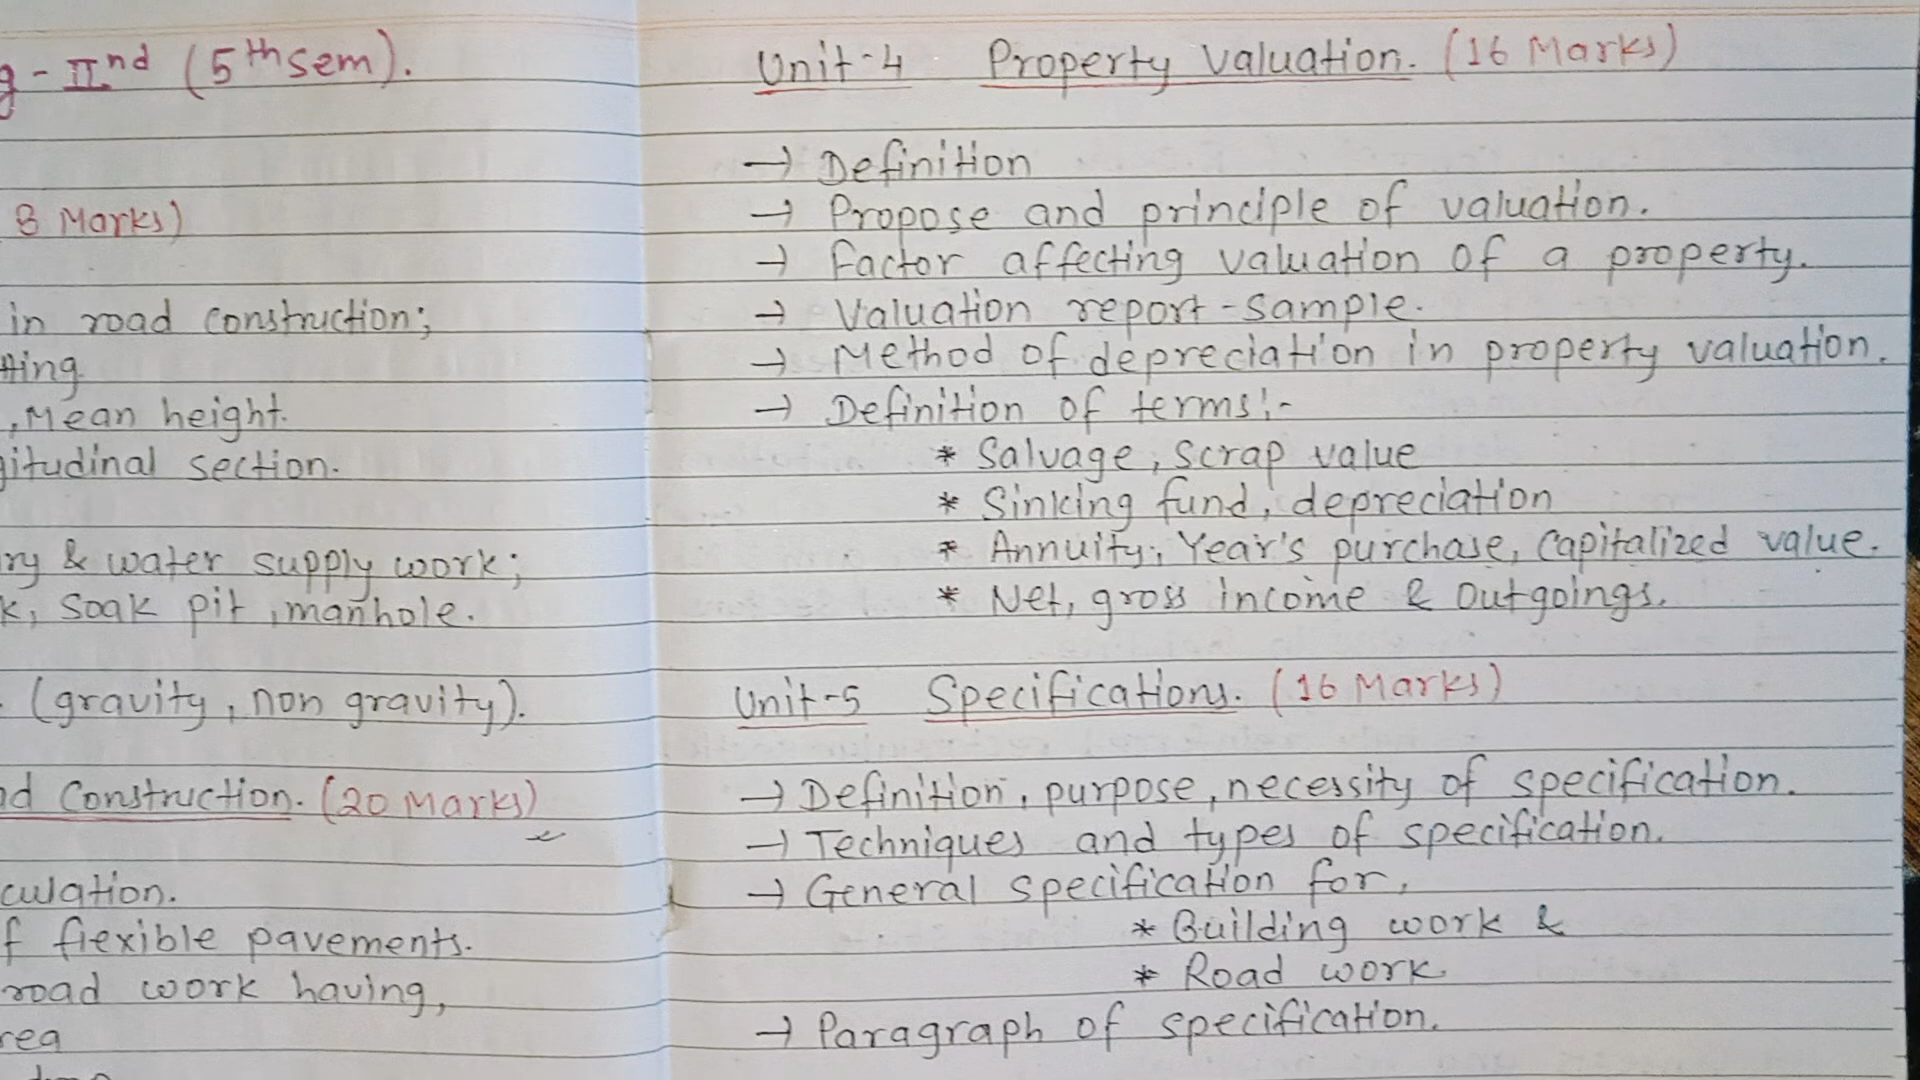 g - IInd (5th sem).
8 Marks)
in road construction;
tting
, Mean height.
gitudinal section.
ry & water supply work;
k, soak pit, manhole.
(gravity, non gravity).
nd Construction. (20 Marks)
culation.
f flexible pavements.
road work having,
rea
Unit-4 Property Valuation. (16 Marks)
→ Definition
→ Propose and principle of valuation.
→ Factor affecting valuation of a property.
→ Valuation report-sample.
→ Method of depreciation in property valuation.
→ Definition of terms:-
* Salvage, scrap value
* Sinking fund, depreciation
* Annuity, Year's purchase, Capitalized value.
* Net, gross income & Outgoings.
Unit-5 Specifications. (16 Marks)
→ Definition, purpose, necessity of specification.
→ Techniques and types of specification.
→ General specification for,
* Building work &
* Road work
→ Paragraph of specification.